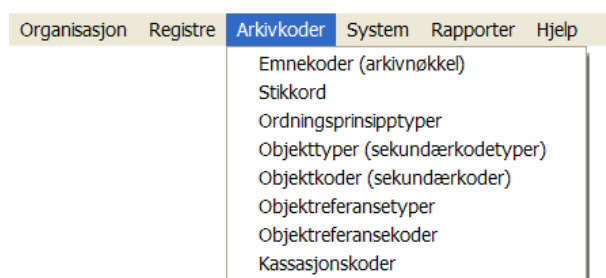 Organisasjon Registre Arkivkoder System Rapporter Hjelp
Emnekoder (arkivnøkkel)
Stikkord
Ordningsprinsipptyper
Objekttyper (sekundærkodetyper)
Objektkoder (sekundærkoder)
Objektreferansetyper
Objektreferansekoder
Kassasjonskoder